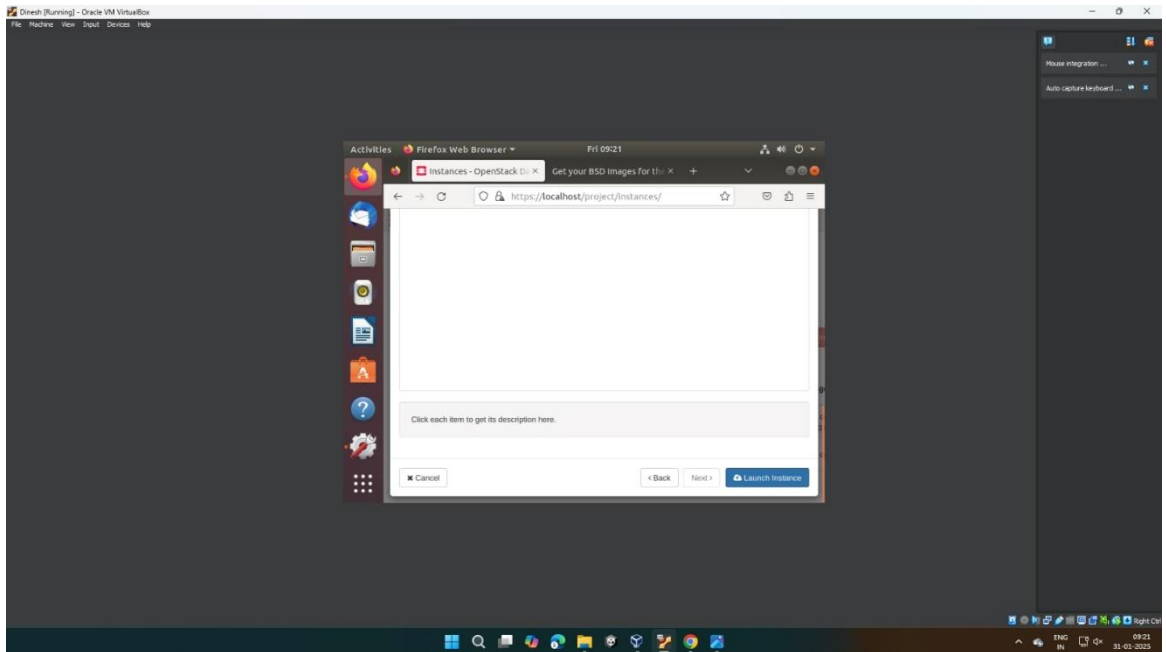 Dinesh [Running] - Oracle VM VirtualBox
File Machine View Input Devices Help
Mouse integration ...
Auto capture keyboard ...
Activities Firefox Web Browser Fri 09:21
Instances - OpenStack Da × Get your BSD Images for the × +
https://localhost/project/instances/
Click each item to get its description here.
× Cancel
< Back Next > Launch Instance
Right Ctrl
ENG
IN
09:21
31-01-2025